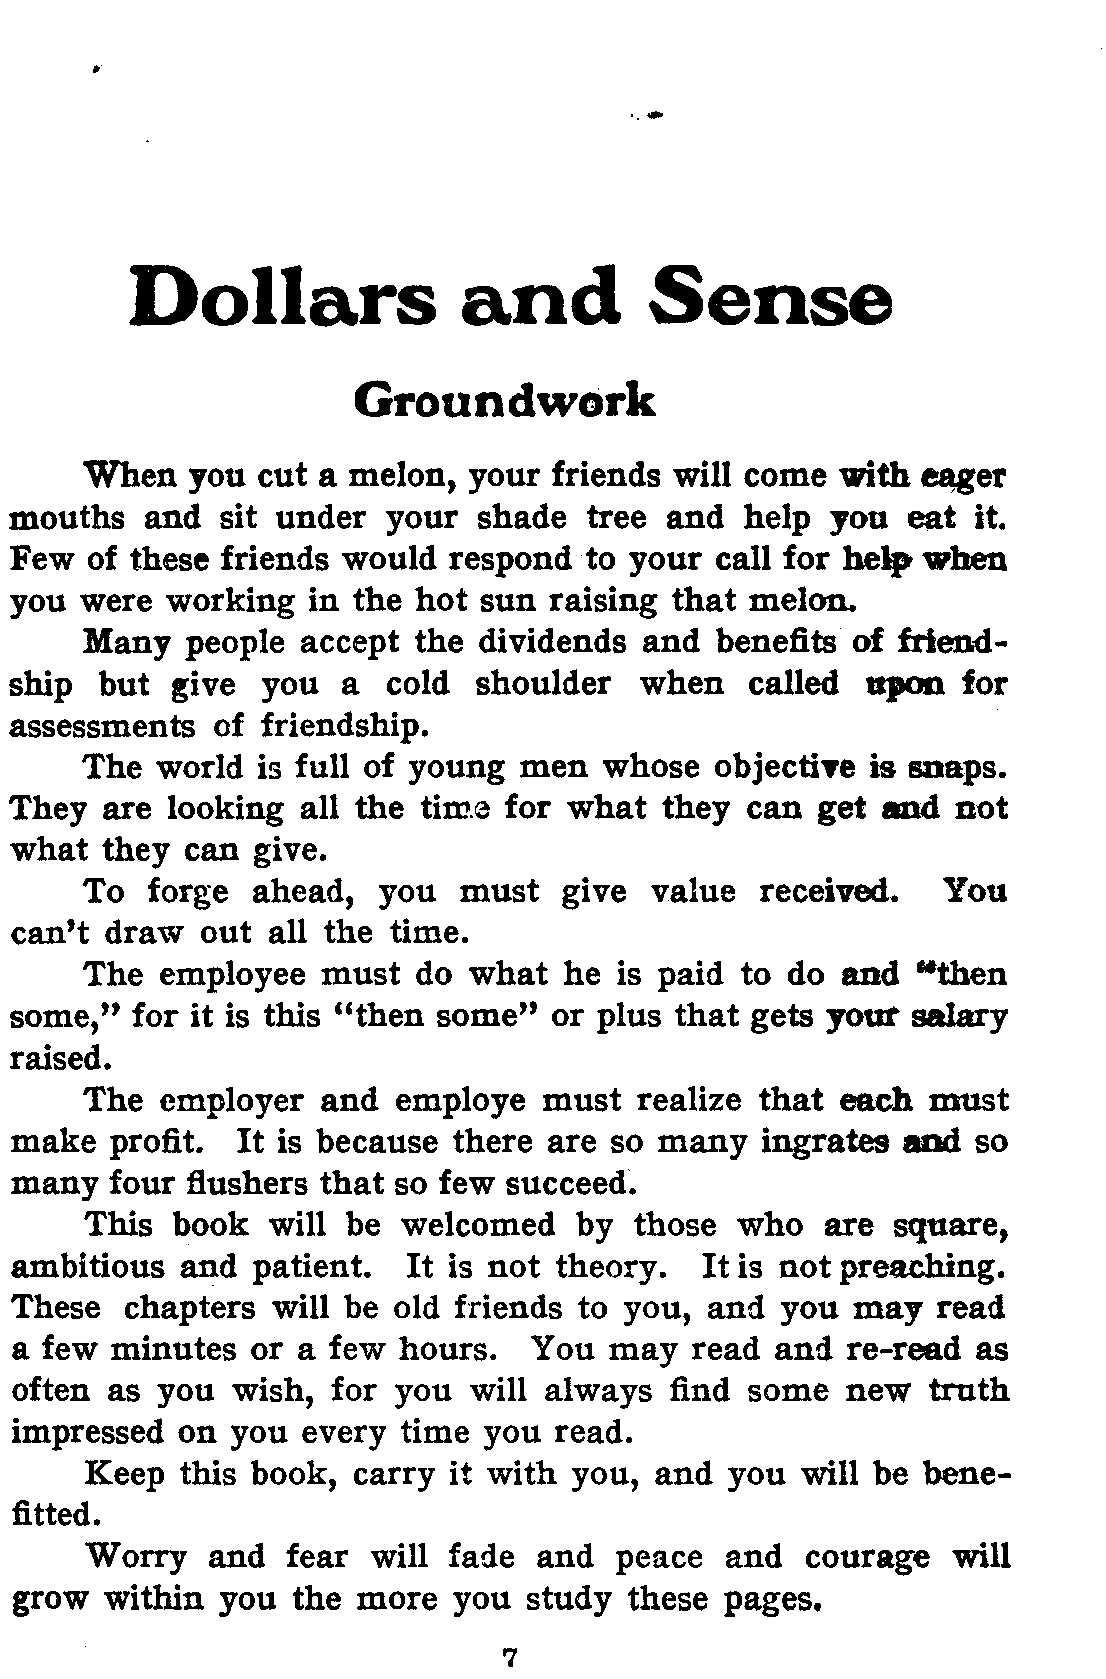 Dollars and Sense
Groundwork
When you cut a melon, your friends will come with eager
mouths and sit under your shade tree and help you eat it.
Few of these friends would respond to your call for help when
you were working in the hot sun raising that melon.
Many people accept the dividends and benefits of friend-
ship but give you a cold shoulder when called upon for
assessments of friendship.
The world is full of young men whose objective is snaps.
They are looking all the time for what they can get and not
what they can give.
To forge ahead, you must give value received. You
can't draw out all the time.
The employee must do what he is paid to do and “then
some,” for it is this “then some” or plus that gets your salary
raised.
The employer and employe must realize that each must
make profit. It is because there are so many ingrates and so
many four flushers that so few succeed.
This book will be welcomed by those who are square,
ambitious and patient. It is not theory. It is not preaching.
These chapters will be old friends to you, and you may read
a few minutes or a few hours. You may read and re-read as
often as you wish, for you will always find some new truth
impressed on you every time you read.
Keep this book, carry it with you, and you will be bene-
fitted.
Worry and fear will fade and peace and courage will
grow within you the more you study these pages.
7